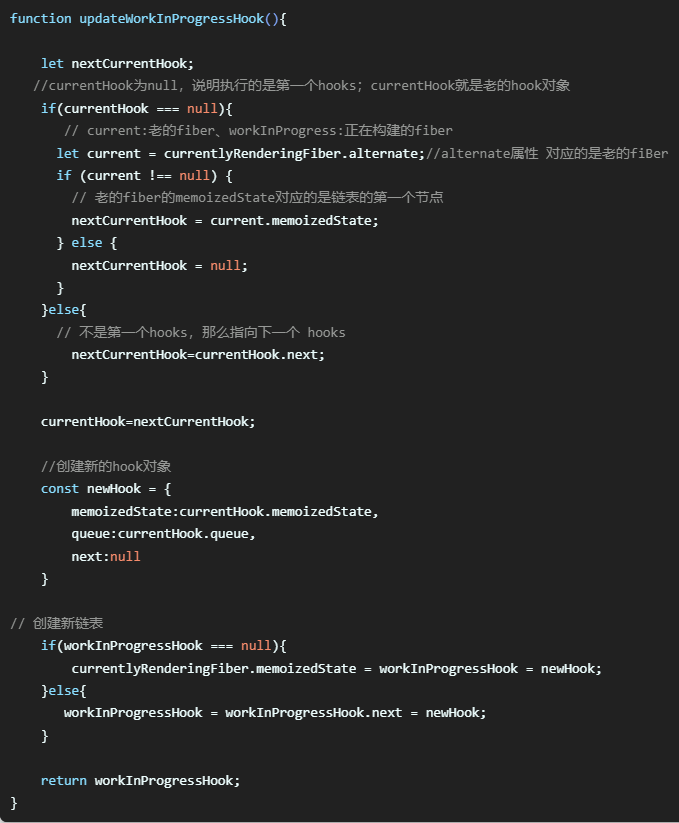 function updateWorkInProgressHook(){
let nextCurrentHook;
//currentHook为null，说明执行的是第一个hooks；currentHook就是老的hook对象
if(currentHook === null){
// current:老的fiber、workInProgress:正在构建的fiber
let current = currentlyRenderingFiber.alternate;//alternate属性 对应的是老的fiBer
if (current !== null) {
// 老的fiber的memoizedState对应的是链表的第一个节点
nextCurrentHook = current.memoizedState;
} else {
nextCurrentHook = null;
}
}else{
// 不是第一个hooks，那么指向下一个 hooks
nextCurrentHook=currentHook.next;
}
currentHook=nextCurrentHook;
//创建新的hook对象
const newHook = {
memoizedState:currentHook.memoizedState,
queue:currentHook.queue,
next:null
}
// 创建新链表
if(workInProgressHook === null){
currentlyRenderingFiber.memoizedState = workInProgressHook = newHook;
}else{
workInProgressHook = workInProgressHook.next = newHook;
}
return workInProgressHook;
}